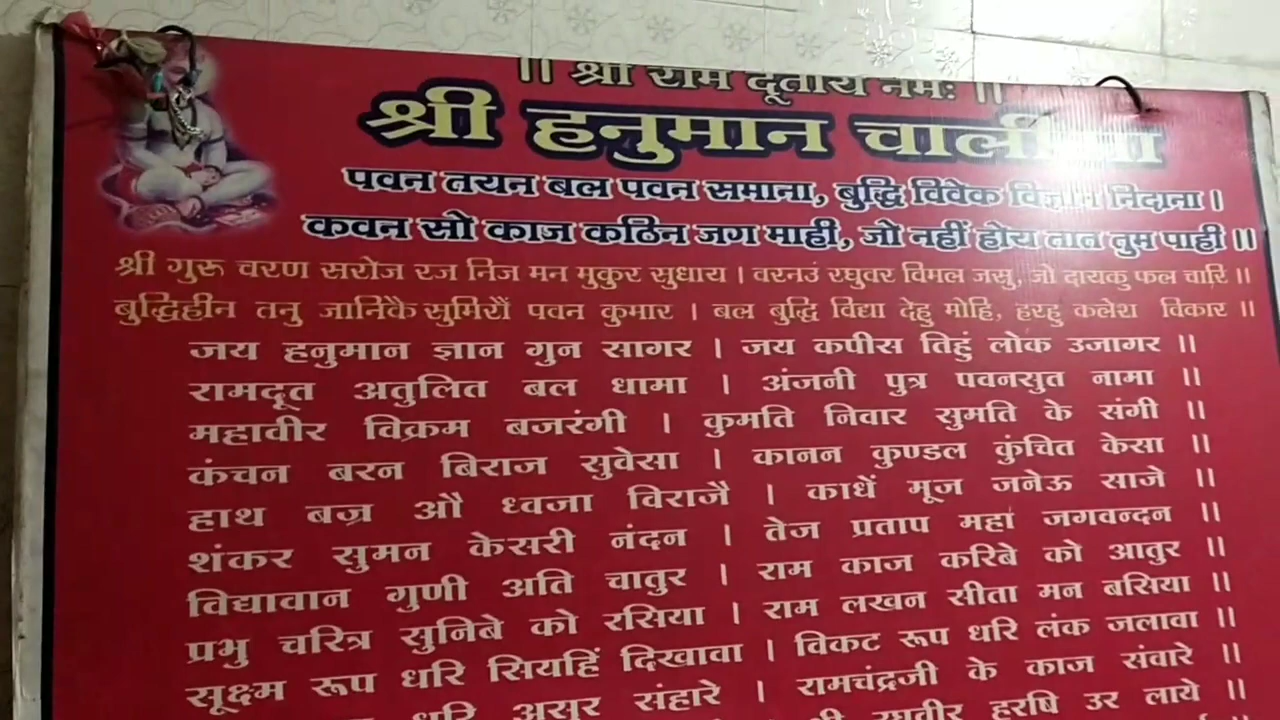 || श्री राम दूताय नमः ||
श्री हनुमान चालीसा
पवन तयन बल पवन समाना, बुद्धि विवेक विज्ञान निदाना |
कवन सो काज कठिन जग माही, जो नहीं होय तात तुम पाही ||
श्री गुरू चरण सरोज रज निज मन मुकुर सुधाय | वरनउं रघुवर विमल जसु, जो दायकु फल चारि ||
बुद्धिहीन तनु जानिकै सुमिरौं पवन कुमार | बल बुद्धि विद्या देहु मोहि, हरहुं कलेश विकार ||
जय हनुमान ज्ञान गुन सागर | जय कपीस तिहुं लोक उजागर ||
रामदूत अतुलित बल धामा | अंजनी पुत्र पवनसुत नामा ||
महावीर विक्रम बजरंगी | कुमति निवार सुमति के संगी ||
कंचन बरन बिराज सुवेसा | कानन कुण्डल कुंचित केसा ||
हाथ बज्र औ ध्वजा विराजै | काधें मूज जनेऊ साजे ||
शंकर सुमन केसरी नंदन | तेज प्रताप महां जगवन्दन ||
विद्यावान गुणी अति चातुर | राम काज करिबे को आतुर ||
प्रभु चरित्र सुनिबे को रसिया | राम लखन सीता मन बसिया ||
सूक्ष्म रूप धरि सियहिं दिखावा | विकट रूप धरि लंक जलावा ||
धरि असुर संहारे | रामचंद्रजी के काज संवारे ||
हरषि उर लाये ||